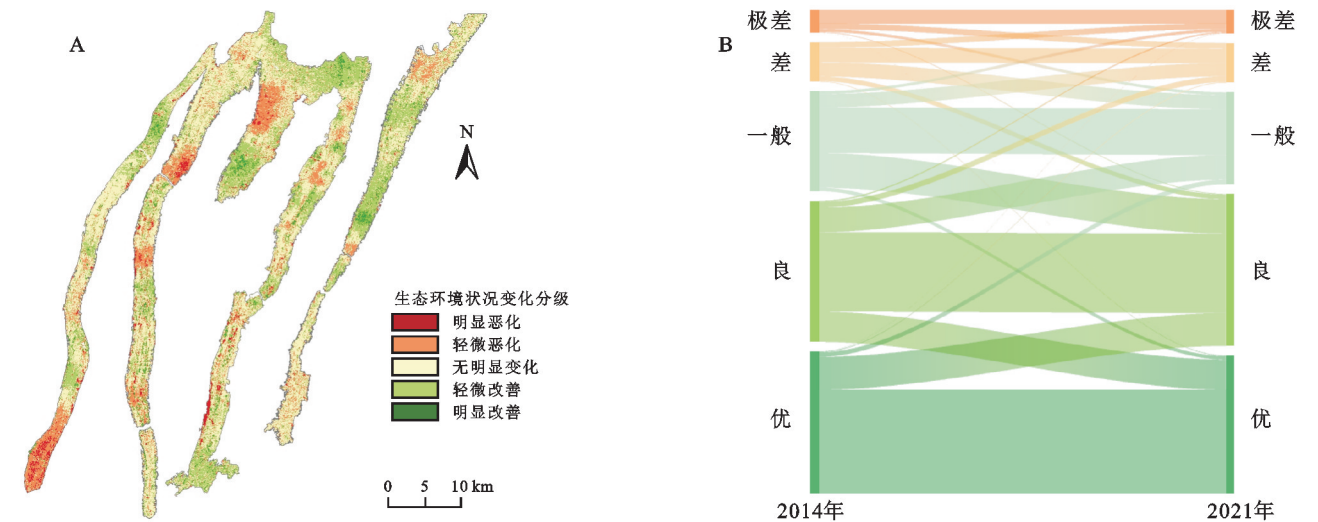 A
N
生态环境状况变化分级
明显恶化
轻微恶化
无明显变化
轻微改善
明显改善
0 5 10 km
B
极差 极差
差 差
一般 一般
良 良
优 优
2014年 2021年